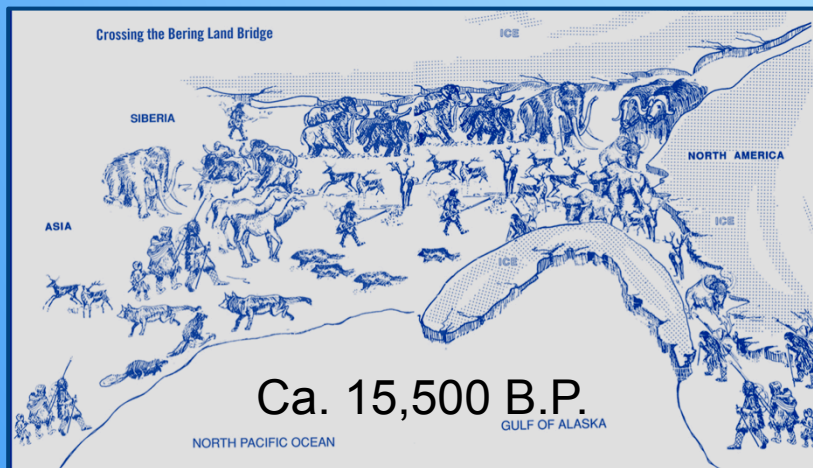 Crossing the Bering Land Bridge
ICE
SIBERIA
NORTH AMERICA
ICE
ASIA
ICE
Ca. 15,500 B.P.
GULF OF ALASKA
NORTH PACIFIC OCEAN